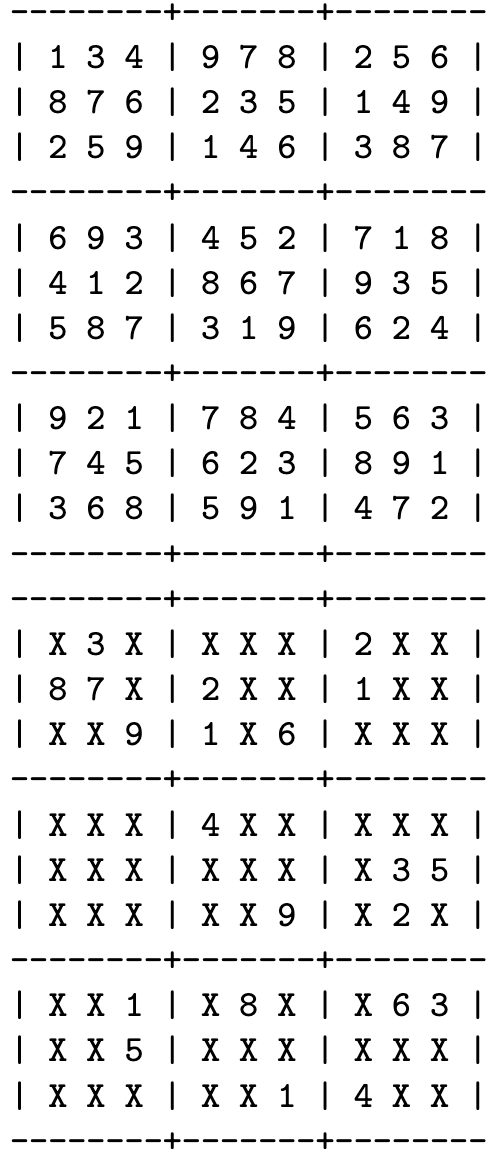 --------+-------+--------
| 1 3 4 | 9 7 8 | 2 5 6 |
| 8 7 6 | 2 3 5 | 1 4 9 |
| 2 5 9 | 1 4 6 | 3 8 7 |
--------+-------+--------
| 6 9 3 | 4 5 2 | 7 1 8 |
| 4 1 2 | 8 6 7 | 9 3 5 |
| 5 8 7 | 3 1 9 | 6 2 4 |
--------+-------+--------
| 9 2 1 | 7 8 4 | 5 6 3 |
| 7 4 5 | 6 2 3 | 8 9 1 |
| 3 6 8 | 5 9 1 | 4 7 2 |
--------+-------+--------
--------+-------+--------
| X 3 X | X X X | 2 X X |
| 8 7 X | 2 X X | 1 X X |
| X X 9 | 1 X 6 | X X X |
--------+-------+--------
| X X X | 4 X X | X X X |
| X X X | X X X | X 3 5 |
| X X X | X X 9 | X 2 X |
--------+-------+--------
| X X 1 | X 8 X | X 6 3 |
| X X 5 | X X X | X X X |
| X X X | X X 1 | 4 X X |
--------+-------+--------